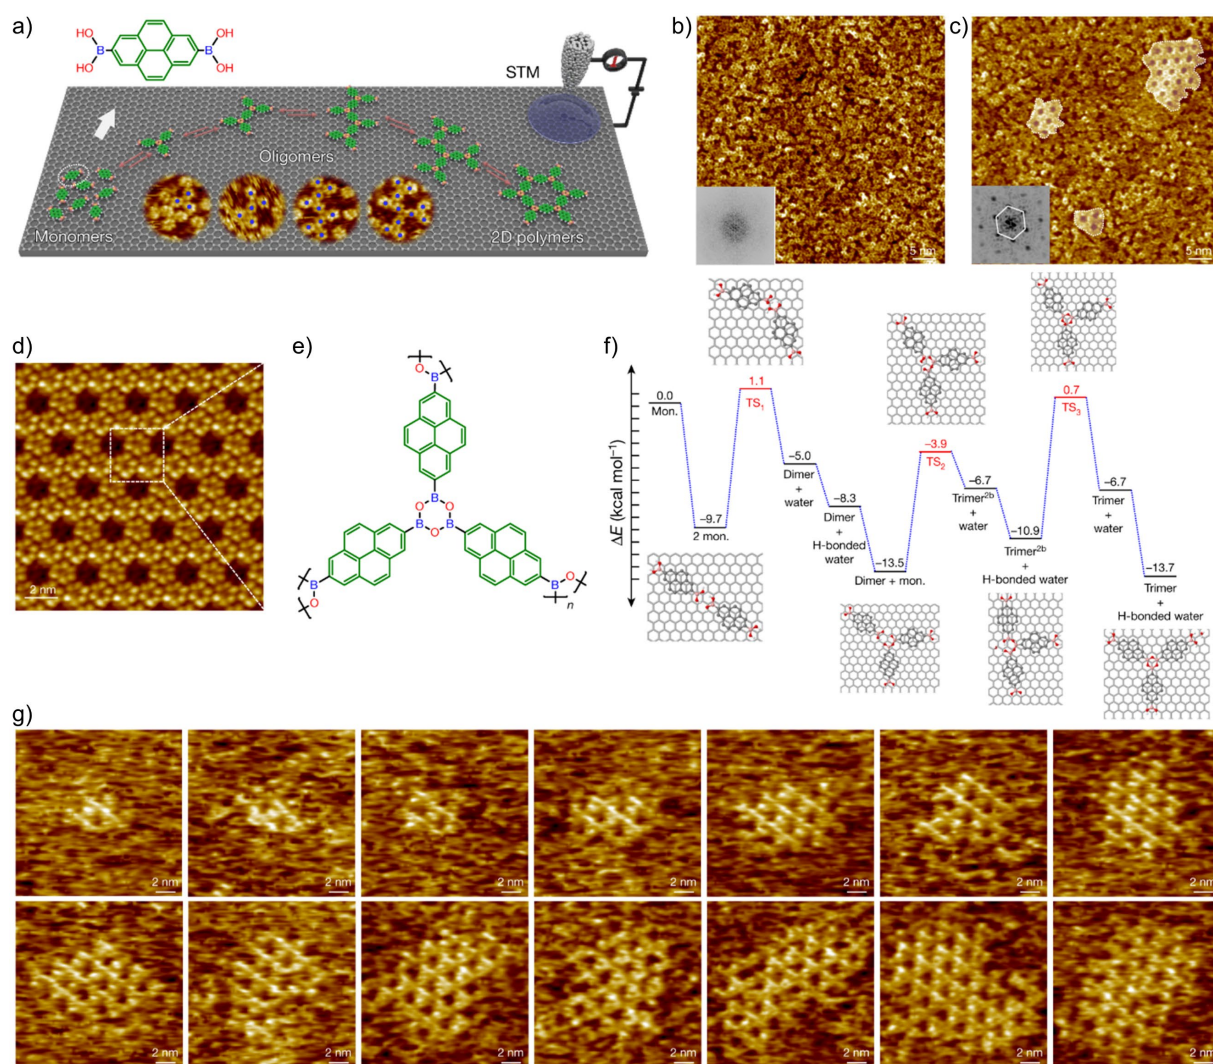 a)
HO
OH
B
B
HO
OH
STM
Oligomers
Monomers
2D polymers
b)
5 nm
c)
5 nm
d)
2 nm
e)
O
B
B
O
O
B
B
O
B
O
B
O
n
f)
ΔE (kcal mol⁻¹)
0.0
Mon.
−9.7
2 mon.
1.1
TS₁
−5.0
Dimer
+
water
−8.3
Dimer
+
H-bonded
water
−13.5
Dimer + mon.
−3.9
TS₂
−6.7
Trimer²ᵇ
+
water
−10.9
Trimer²ᵇ
+
H-bonded water
0.7
TS₃
−6.7
Trimer
+
water
−13.7
Trimer
+
H-bonded water
g)
2 nm
2 nm
2 nm
2 nm
2 nm
2 nm
2 nm
2 nm
2 nm
2 nm
2 nm
2 nm
2 nm
2 nm